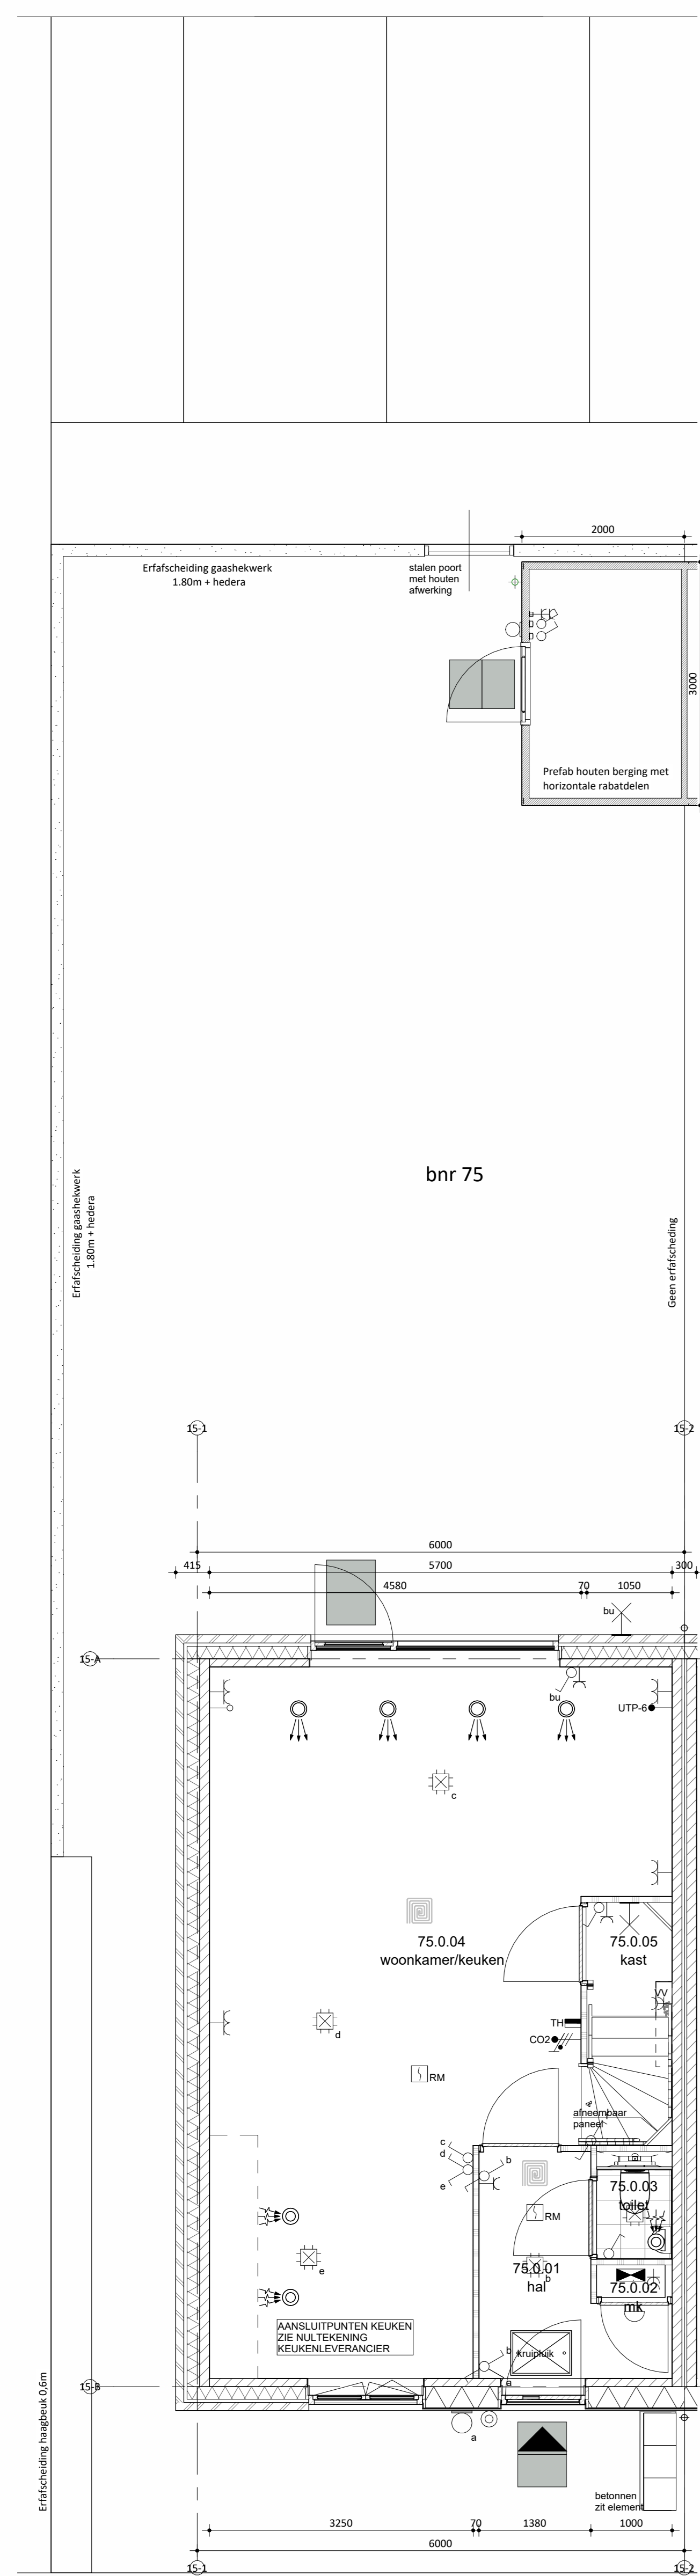 2000
Erfafscheiding gaashekwerk
1.80m + hedera
stalen poort
met houten
afwerking
3000
Prefab houten berging met
horizontale rabatdelen
bnr 75
Erfafscheiding gaashekwerk
1.80m + hedera
Geen erfafscheding
15-1
15-2
6000
415
5700
300
4580
70
1050
bu
15-A
bu
UTP-6
c
75.0.04
woonkamer/keuken
75.0.05
kast
VV
TH
d
CO2
RM
afneembaar
paneel
c
d
e
b
75.0.03
toilet
RM
e
75.0.01
hal
b
75.0.02
mk
AANSLUITPUNTEN KEUKEN
ZIE NULTEKENING
KEUKENLEVERANCIER
b
kruipluik
a
15-B
Erfafscheiding haagbeuk 0,6m
a
betonnen
zit element
3250
70
1380
1000
6000
15-1
15-2